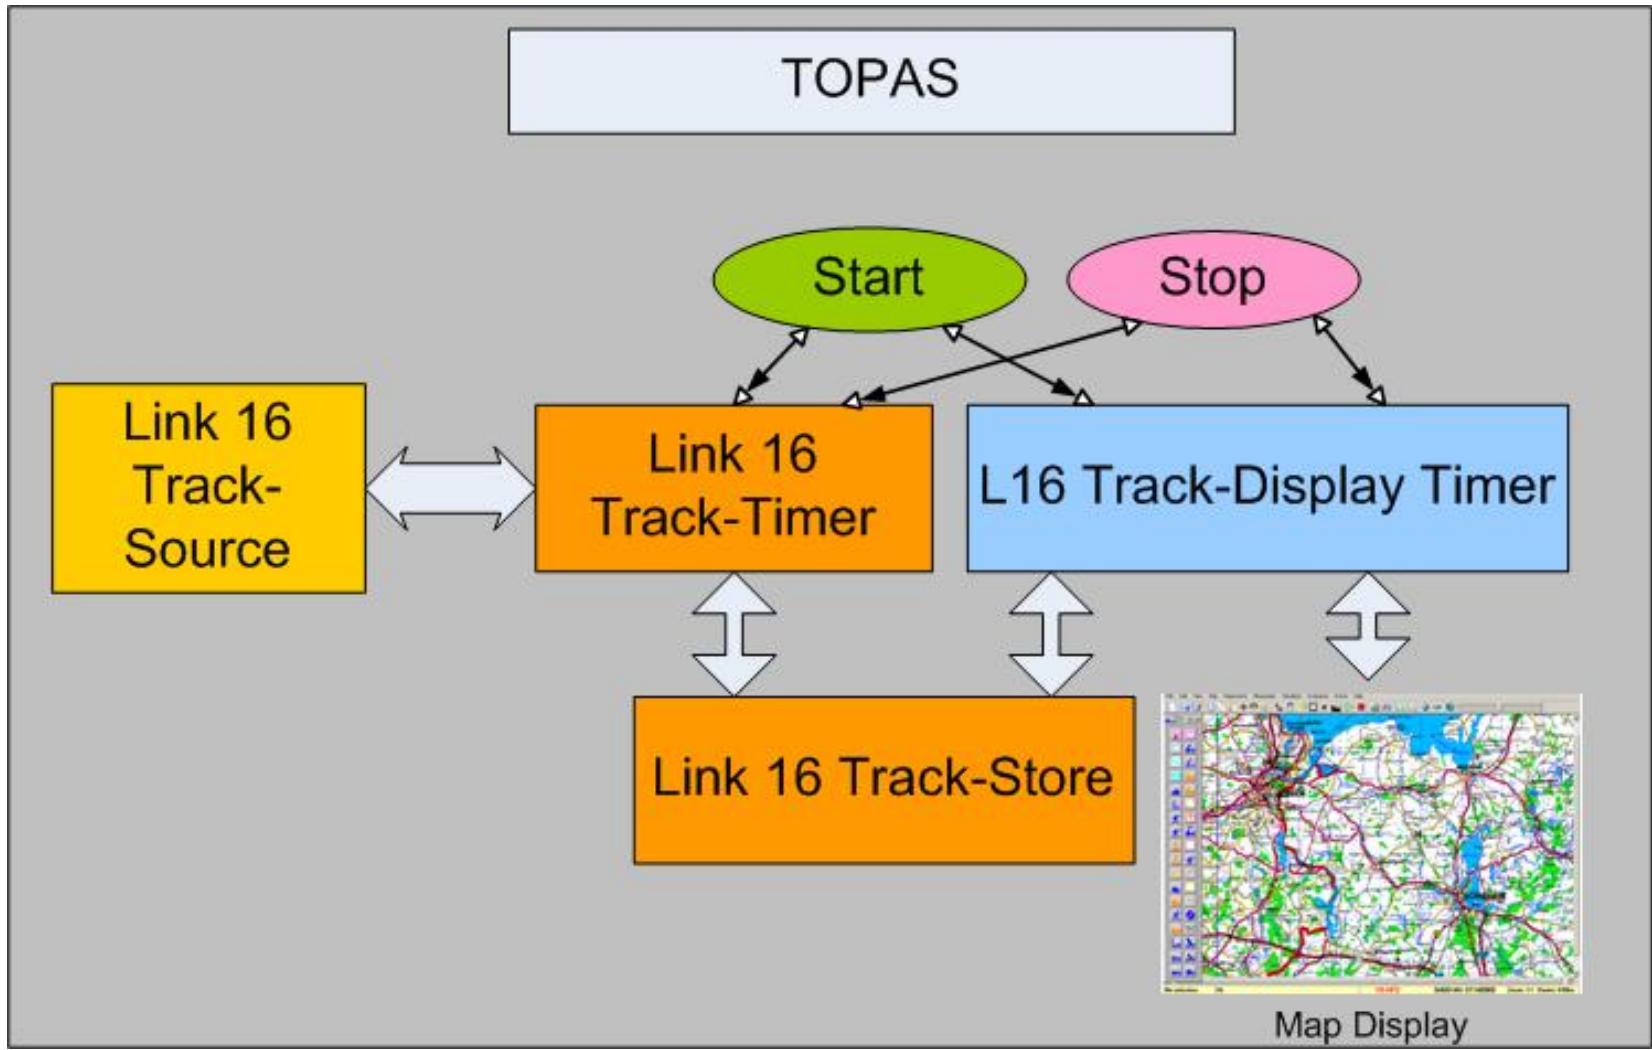 TOPAS
Start
Stop
Link 16
Track-
Source
Link 16
Track-Timer
L16 Track-Display Timer
Link 16 Track-Store
Map Display